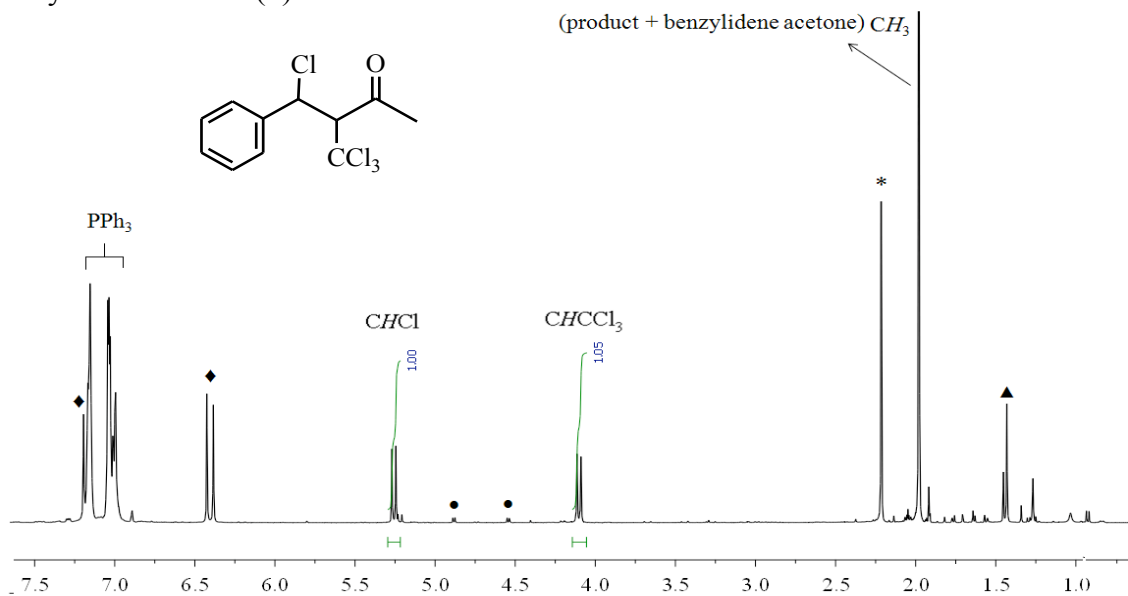 (product + benzylidene acetone) CH3
Cl
O
CCl3
*
PPh3
CHCl
CHCCl3
1.00
1.05
♦
♦
●
●
▲
7.5 7.0 6.5 6.0 5.5 5.0 4.5 4.0 3.5 3.0 2.5 2.0 1.5 1.0